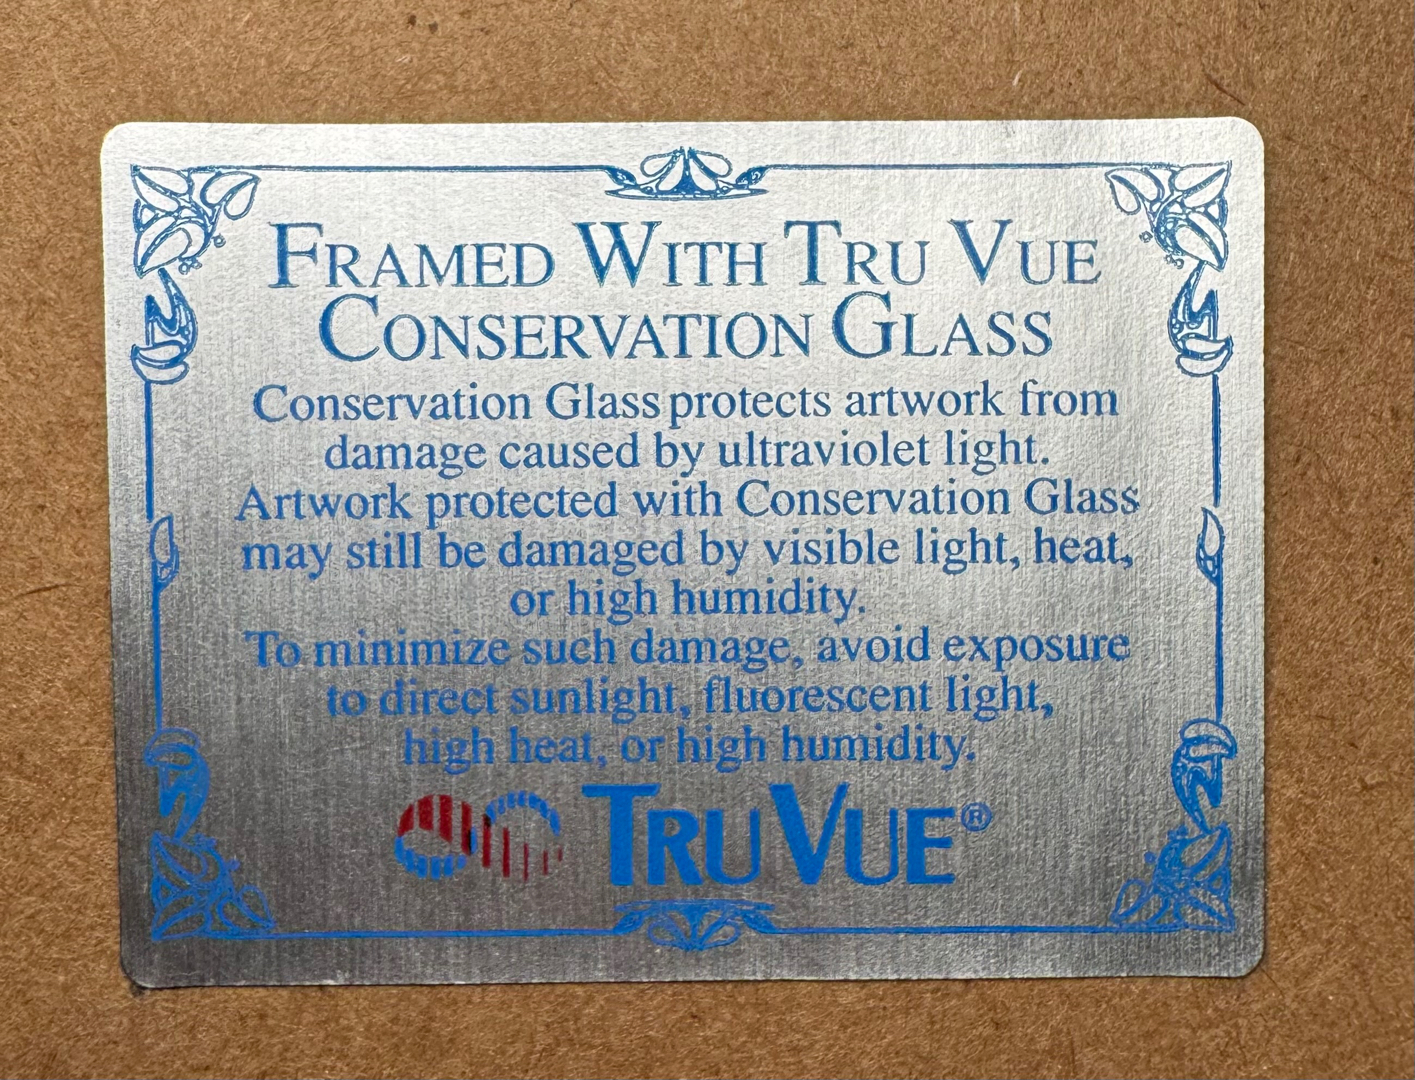 FRAMED WITH TRU VUE
CONSERVATION GLASS
Conservation Glass protects artwork from
damage caused by ultraviolet light.
Artwork protected with Conservation Glass
may still be damaged by visible light, heat,
or high humidity.
To minimize such damage, avoid exposure
to direct sunlight, fluorescent light,
high heat, or high humidity.
TRUVUE®